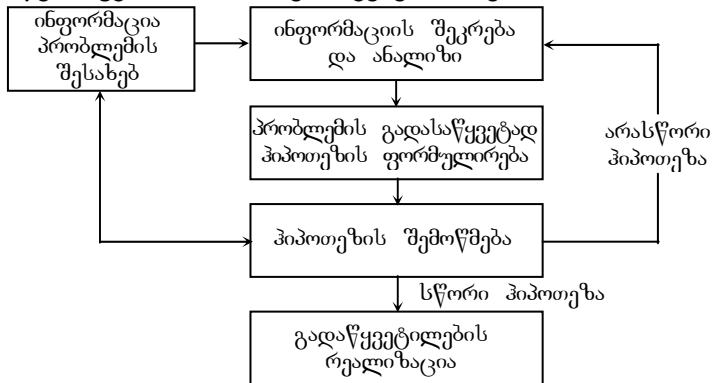 ინფორმაცია
პრობლემის
შესახებ
ინფორმაციის შეკრება
და ანალიზი
პრობლემის გადასაწყვეტად
ჰიპოთეზის ფორმულირება
არასწორი
ჰიპოთეზა
ჰიპოთეზის შემოწმება
სწორი ჰიპოთეზა
გადაწყვეტილების
რეალიზაცია